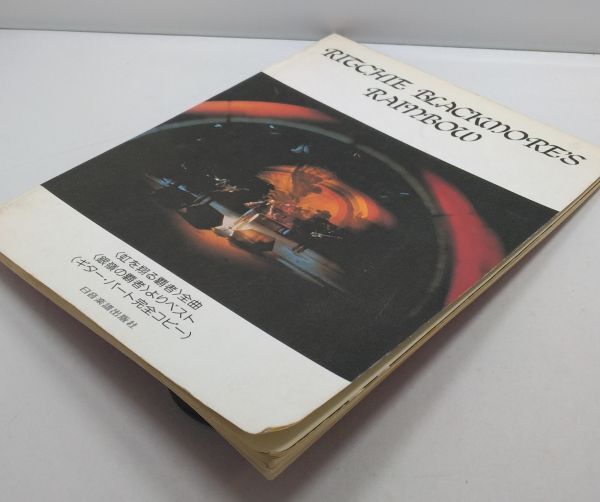 RITCHIE BLACKMORE'S
RAINBOW
〈虹を翔る覇者〉全曲
〈銀嶺の覇者〉よりベスト
(ギター・パート完全コピー)
日音楽譜出版社